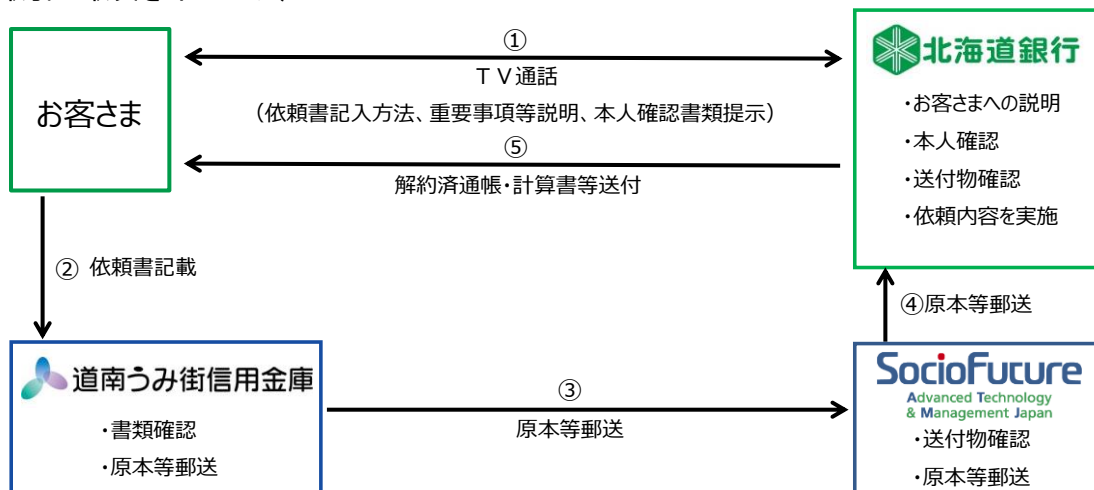 ①
TV通話
(依頼書記入方法、重要事項等説明、本人確認書類提示)
お客さま
北海道銀行
・お客さまへの説明
・本人確認
・送付物確認
・依頼内容を実施
⑤
解約済通帳・計算書等送付
② 依頼書記載
④原本等郵送
道南うみ街信用金庫
・書類確認
・原本等郵送
③
原本等郵送
SocioFuture
Advanced Technology
& Management Japan
・送付物確認
・原本等郵送